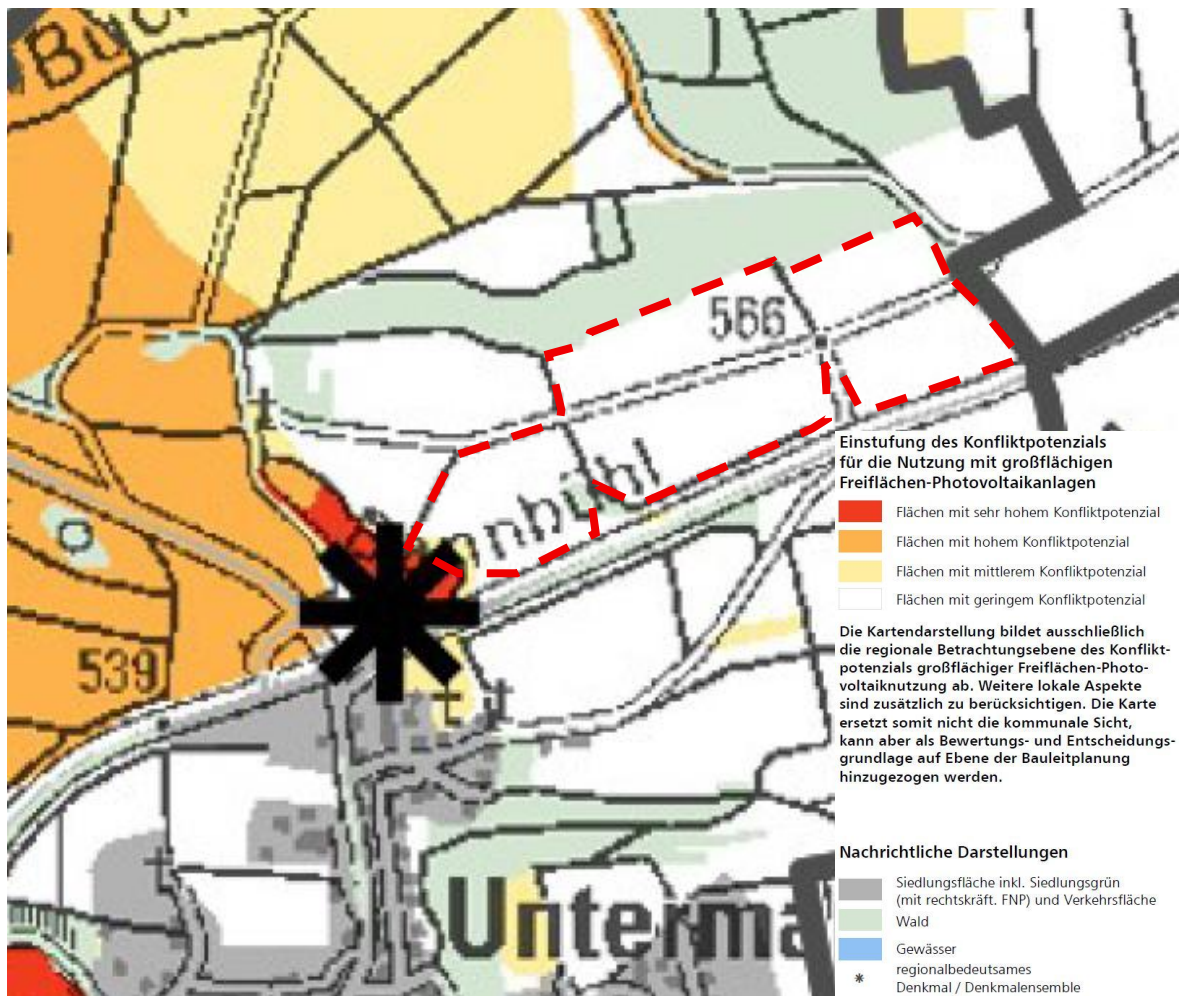 Buc
566
nhübl
539
Unterma
Einstufung des Konfliktpotenzials
für die Nutzung mit großflächigen
Freiflächen-Photovoltaikanlagen
Flächen mit sehr hohem Konfliktpotenzial
Flächen mit hohem Konfliktpotenzial
Flächen mit mittlerem Konfliktpotenzial
Flächen mit geringem Konfliktpotenzial
Die Kartendarstellung bildet ausschließlich
die regionale Betrachtungsebene des Konflikt-
potenzials großflächiger Freiflächen-Photo-
voltaiknutzung ab. Weitere lokale Aspekte
sind zusätzlich zu berücksichtigen. Die Karte
ersetzt somit nicht die kommunale Sicht,
kann aber als Bewertungs- und Entscheidungs-
grundlage auf Ebene der Bauleitplanung
hinzugezogen werden.
Nachrichtliche Darstellungen
Siedlungsfläche inkl. Siedlungsgrün
(mit rechtskräft. FNP) und Verkehrsfläche
Wald
Gewässer
regionalbedeutsames
Denkmal / Denkmalensemble